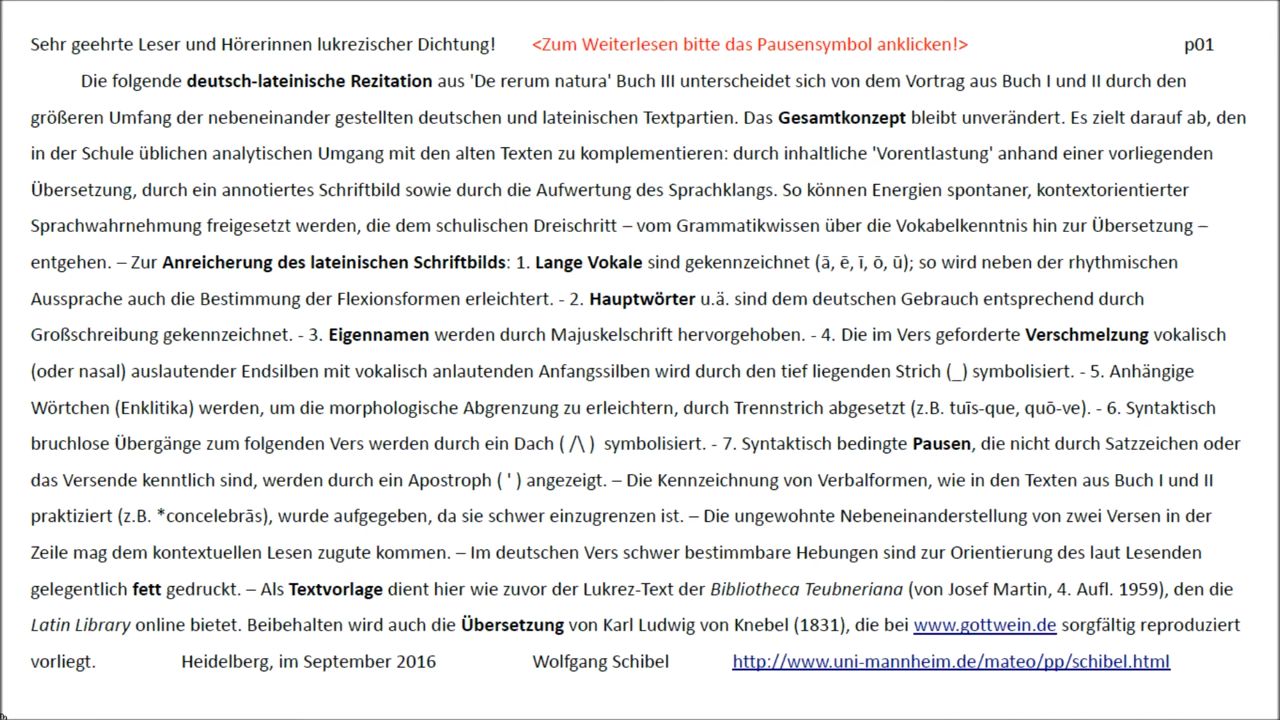 Sehr geehrte Leser und Hörerinnen lukrezischer Dichtung! <Zum Weiterlesen bitte das Pausensymbol anklicken!> p01
Die folgende deutsch-lateinische Rezitation aus 'De rerum natura' Buch III unterscheidet sich von dem Vortrag aus Buch I und II durch den
größeren Umfang der nebeneinander gestellten deutschen und lateinischen Textpartien. Das Gesamtkonzept bleibt unverändert. Es zielt darauf ab, den
in der Schule üblichen analytischen Umgang mit den alten Texten zu komplementieren: durch inhaltliche 'Vorentlastung' anhand einer vorliegenden
Übersetzung, durch ein annotiertes Schriftbild sowie durch die Aufwertung des Sprachklangs. So können Energien spontaner, kontextorientierter
Sprachwahrnehmung freigesetzt werden, die dem schulischen Dreischritt – vom Grammatikwissen über die Vokabelkenntnis hin zur Übersetzung –
entgehen. – Zur Anreicherung des lateinischen Schriftbilds: 1. Lange Vokale sind gekennzeichnet (ā, ē, ī, ō, ū); so wird neben der rhythmischen
Aussprache auch die Bestimmung der Flexionsformen erleichtert. - 2. Hauptwörter u.ä. sind dem deutschen Gebrauch entsprechend durch
Großschreibung gekennzeichnet. - 3. Eigennamen werden durch Majuskelschrift hervorgehoben. - 4. Die im Vers geforderte Verschmelzung vokalisch
(oder nasal) auslautender Endsilben mit vokalisch anlautenden Anfangssilben wird durch den tief liegenden Strich (_) symbolisiert. - 5. Anhängige
Wörtchen (Enklitika) werden, um die morphologische Abgrenzung zu erleichtern, durch Trennstrich abgesetzt (z.B. tuīs-que, quō-ve). - 6. Syntaktisch
bruchlose Übergänge zum folgenden Vers werden durch ein Dach ( /\ ) symbolisiert. - 7. Syntaktisch bedingte Pausen, die nicht durch Satzzeichen oder
das Versende kenntlich sind, werden durch ein Apostroph ( ' ) angezeigt. – Die Kennzeichnung von Verbalformen, wie in den Texten aus Buch I und II
praktiziert (z.B. *concelebrās), wurde aufgegeben, da sie schwer einzugrenzen ist. – Die ungewohnte Nebeneinanderstellung von zwei Versen in der
Zeile mag dem kontextuellen Lesen zugute kommen. – Im deutschen Vers schwer bestimmbare Hebungen sind zur Orientierung des laut Lesenden
gelegentlich fett gedruckt. – Als Textvorlage dient hier wie zuvor der Lukrez-Text der Bibliotheca Teubneriana (von Josef Martin, 4. Aufl. 1959), den die
Latin Library online bietet. Beibehalten wird auch die Übersetzung von Karl Ludwig von Knebel (1831), die bei www.gottwein.de sorgfältig reproduziert
vorliegt. Heidelberg, im September 2016 Wolfgang Schibel http://www.uni-mannheim.de/mateo/pp/schibel.html